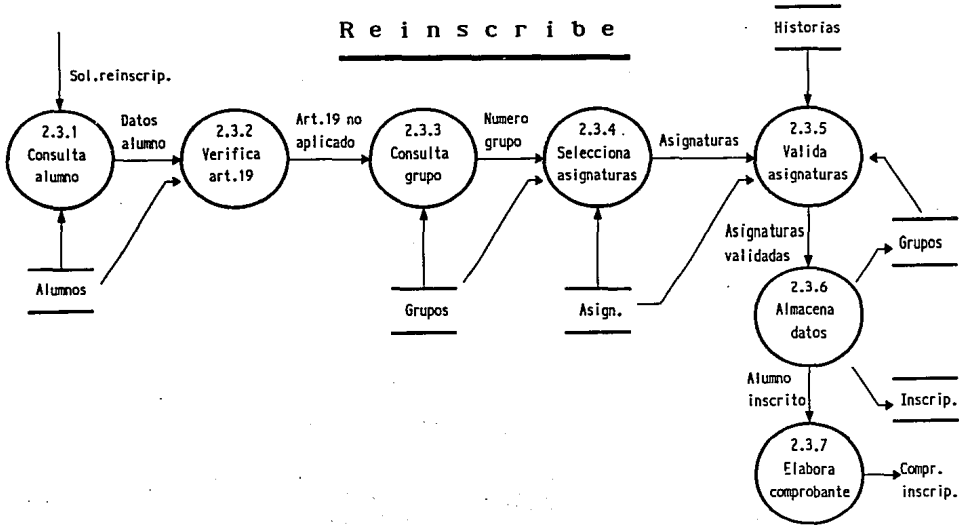 R e i n s c r i b e
Historias
Sol.reinscrip.
2.3.1
Consulta
alumno
Datos
alumno
2.3.2
Verifica
art.19
Art.19 no
aplicado
2.3.3
Consulta
grupo
Numero
grupo
2.3.4
Selecciona
asignaturas
Asignaturas
2.3.5
Valida
asignaturas
Alumnos
Grupos
Asign.
Asignaturas
validadas
Grupos
2.3.6
Almacena
datos
Alumno
inscrito
Inscrip.
2.3.7
Elabora
comprobante
Compr.
inscrip.